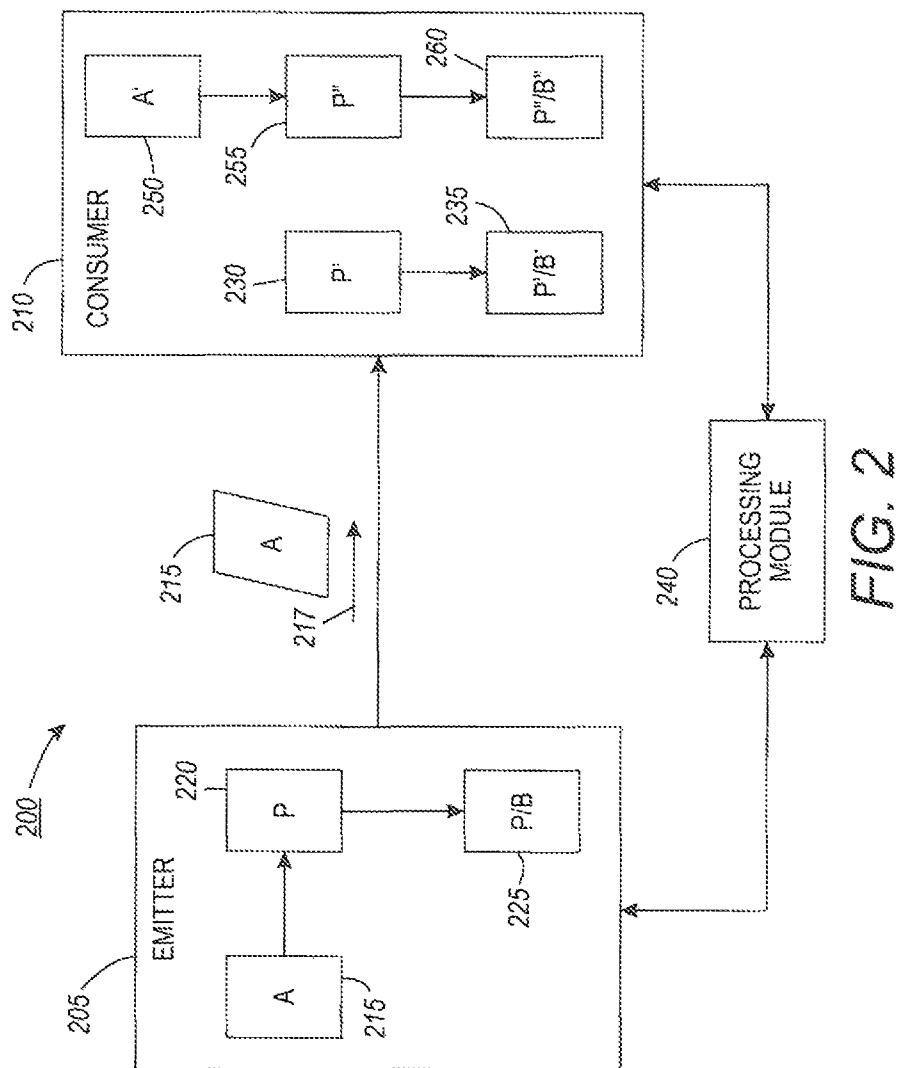 200
205
EMITTER
A
215
P
220
P/B
225
215
A
217
210
CONSUMER
A'
250
P"
255
P"/B"
260
P'
230
P'/B'
235
240
PROCESSING
MODULE
FIG. 2